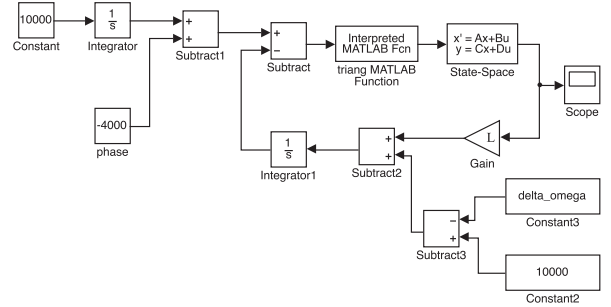 10000
Constant
1
s
Integrator
+
+
Subtract1
-4000
phase
+
−
Subtract
Interpreted
MATLAB Fcn
triang MATLAB
Function
x' = Ax+Bu
y = Cx+Du
State-Space
Scope
L
Gain
+
+
Subtract2
1
s
Integrator1
−
+
Subtract3
delta_omega
Constant3
10000
Constant2